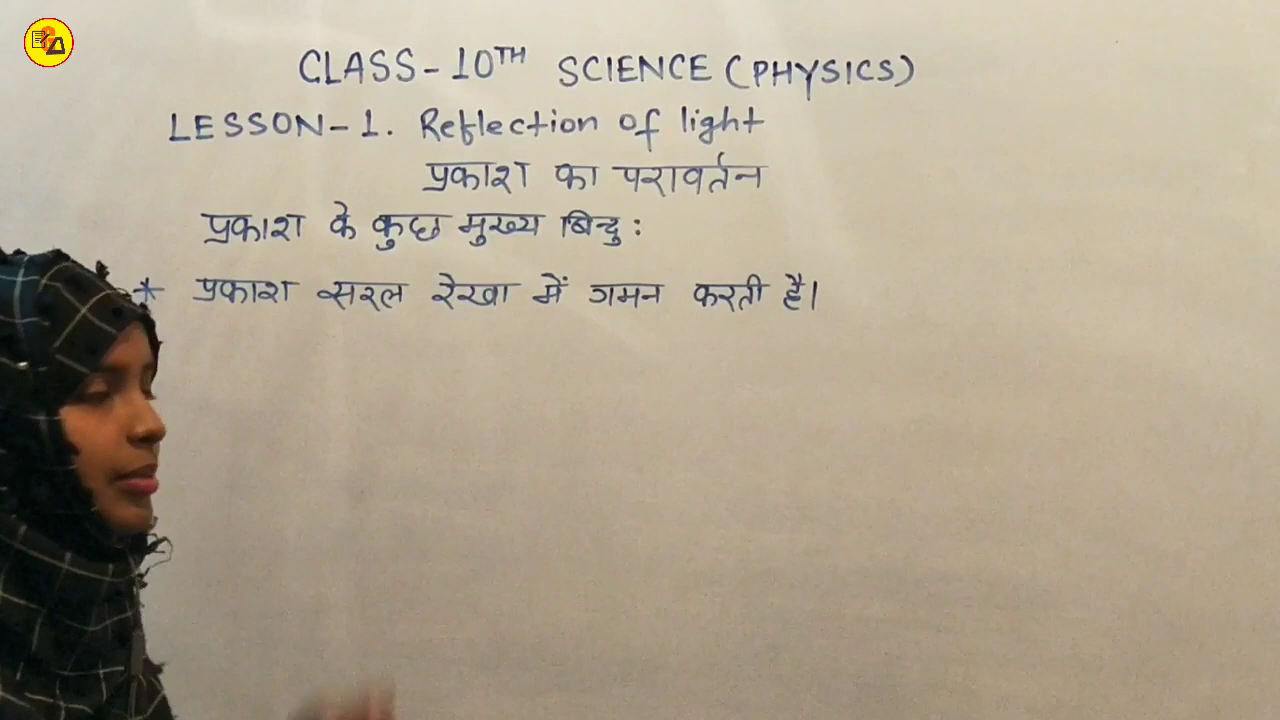 CLASS-10TH SCIENCE (PHYSICS)
LESSON-1. Reflection of light
प्रकाश का परावर्तन
प्रकाश के कुछ मुख्य बिन्दु :
* प्रकाश सरल रेखा में गमन करती है।